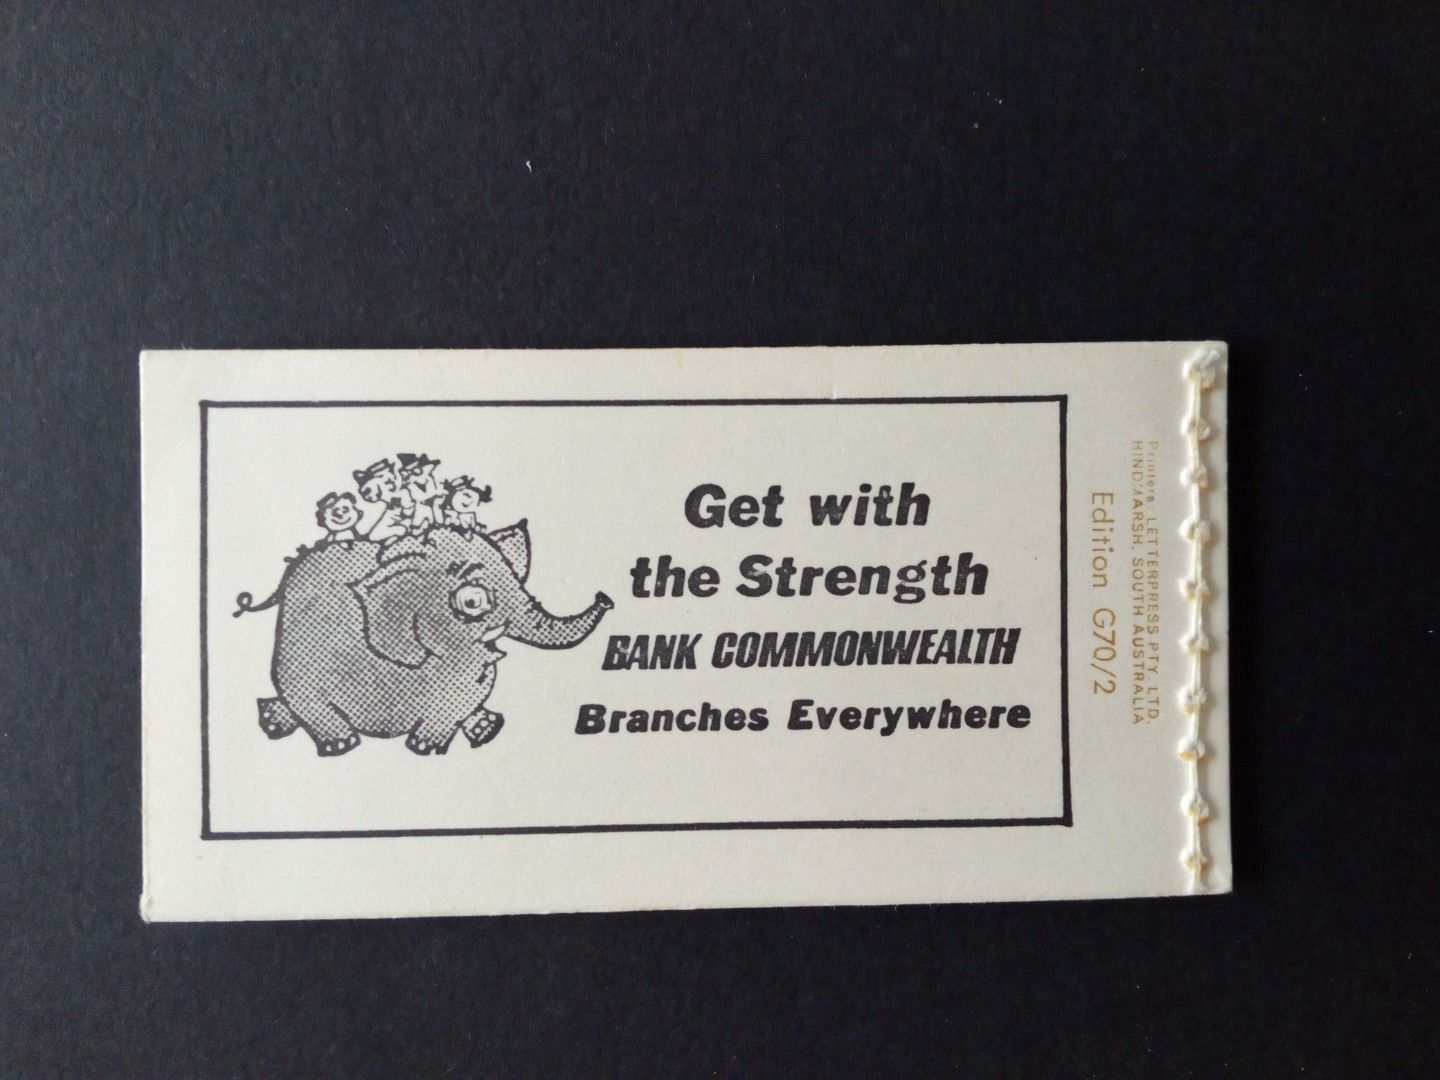 Get with
the Strength
BANK COMMONWEALTH
Branches Everywhere
Printers: LETTERPRESS PTY. LTD.
HINDMARSH, SOUTH AUSTRALIA
Edition G70/2